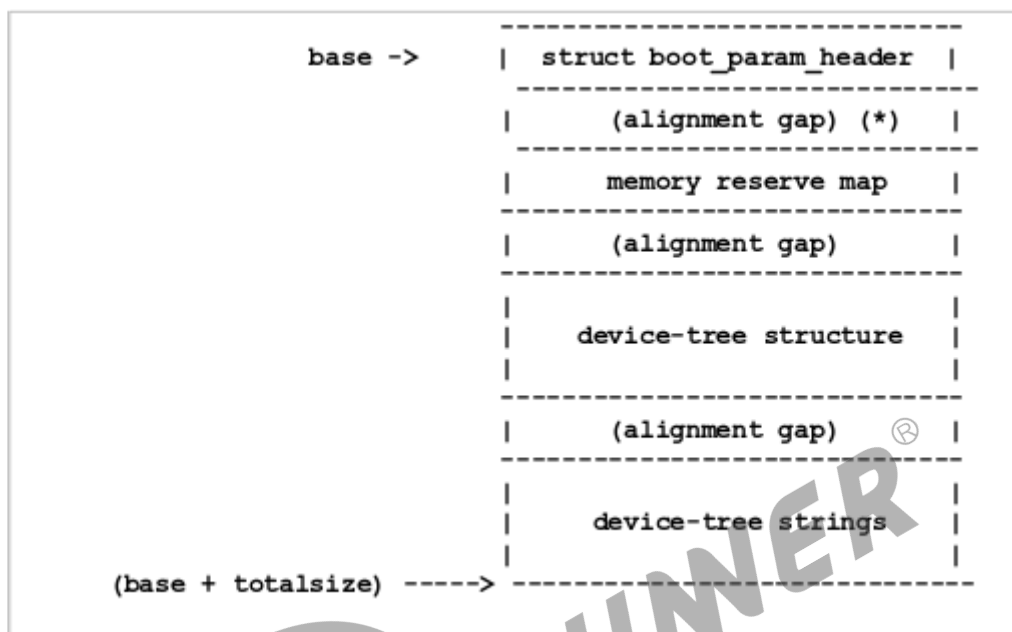 ------------------------------
base -> | struct boot_param_header |
------------------------------
| (alignment gap) (*) |
------------------------------
| memory reserve map |
------------------------------
| (alignment gap) |
------------------------------
| |
| device-tree structure |
| |
------------------------------
| (alignment gap) |
------------------------------
| |
| device-tree strings |
| |
(base + totalsize) -----> ------------------------------